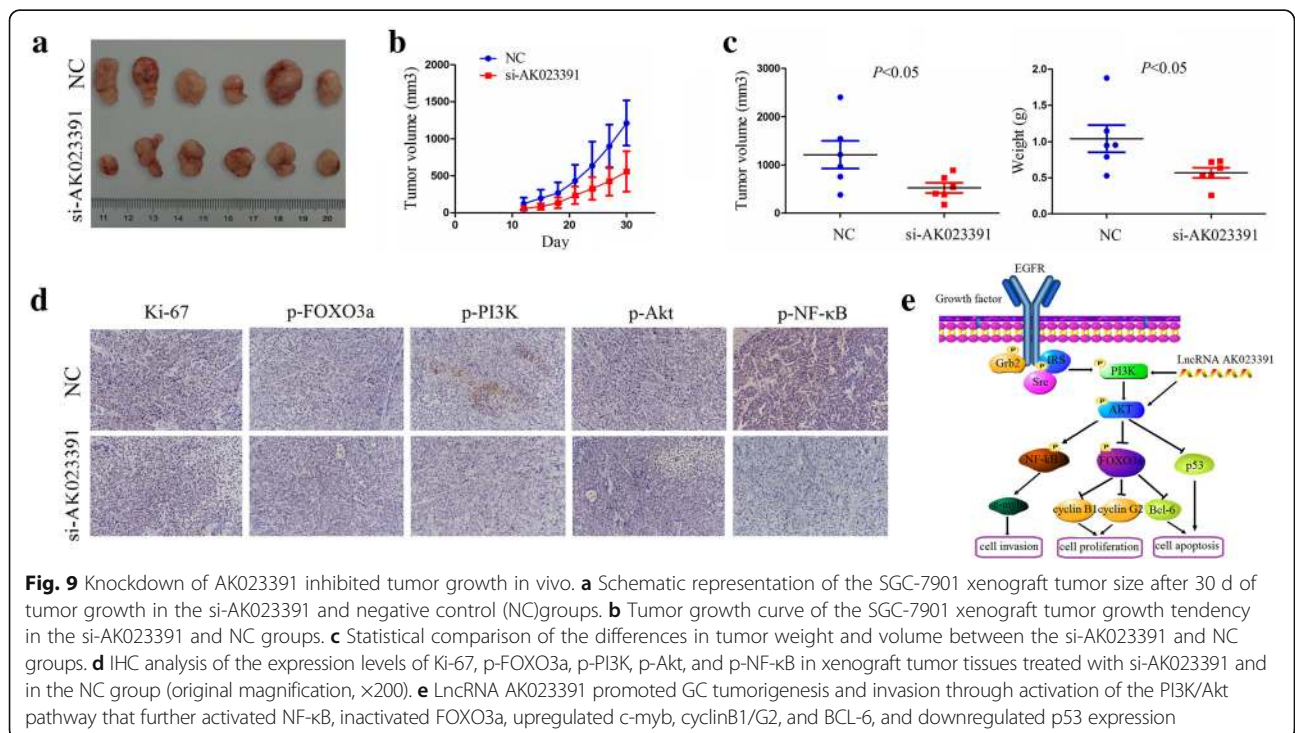 a
NC
si-AK023391
11 12 13 14 15 16 17 18 19 20
b
NC
si-AK023391
Tumor volume (mm3)
2000
1500
1000
500
0
0 10 20 30 40
Day
c
P<0.05
Tumor volume (mm3)
3000
2000
1000
0
NC si-AK023391
P<0.05
Weight (g)
2.0
1.5
1.0
0.5
0.0
NC si-AK023391
d
Ki-67 p-FOXO3a p-PI3K p-Akt p-NF-κB
NC
si-AK023391
e
EGFR
Growth factor
P
Grb2
IRS
P
Src
P
PI3K
LncRNA AK023391
P
AKT
P
NF-kB
P
FOXO3a
p53
cyclin B1 cyclin G2 Bcl-6
cell invasion cell proliferation cell apoptosis
Fig. 9 Knockdown of AK023391 inhibited tumor growth in vivo. a Schematic representation of the SGC-7901 xenograft tumor size after 30 d of
tumor growth in the si-AK023391 and negative control (NC)groups. b Tumor growth curve of the SGC-7901 xenograft tumor growth tendency
in the si-AK023391 and NC groups. c Statistical comparison of the differences in tumor weight and volume between the si-AK023391 and NC
groups. d IHC analysis of the expression levels of Ki-67, p-FOXO3a, p-PI3K, p-Akt, and p-NF-κB in xenograft tumor tissues treated with si-AK023391 and
in the NC group (original magnification, ×200). e LncRNA AK023391 promoted GC tumorigenesis and invasion through activation of the PI3K/Akt
pathway that further activated NF-κB, inactivated FOXO3a, upregulated c-myb, cyclinB1/G2, and BCL-6, and downregulated p53 expression